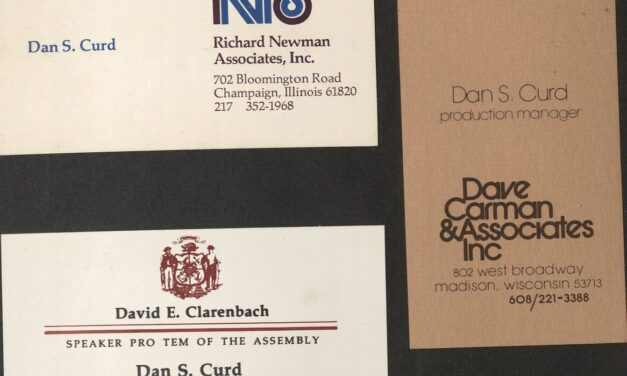 Dan S. Curd
Richard Newman
Associates, Inc.
702 Bloomington Road
Champaign, Illinois 61820
217 352-1968
Dan S. Curd
production manager
Dave
Carman
&Associates
Inc
802 west broadway
madison, wisconsin 53713
608/221-3388
David E. Clarenbach
SPEAKER PRO TEM OF THE ASSEMBLY
Dan S. Curd